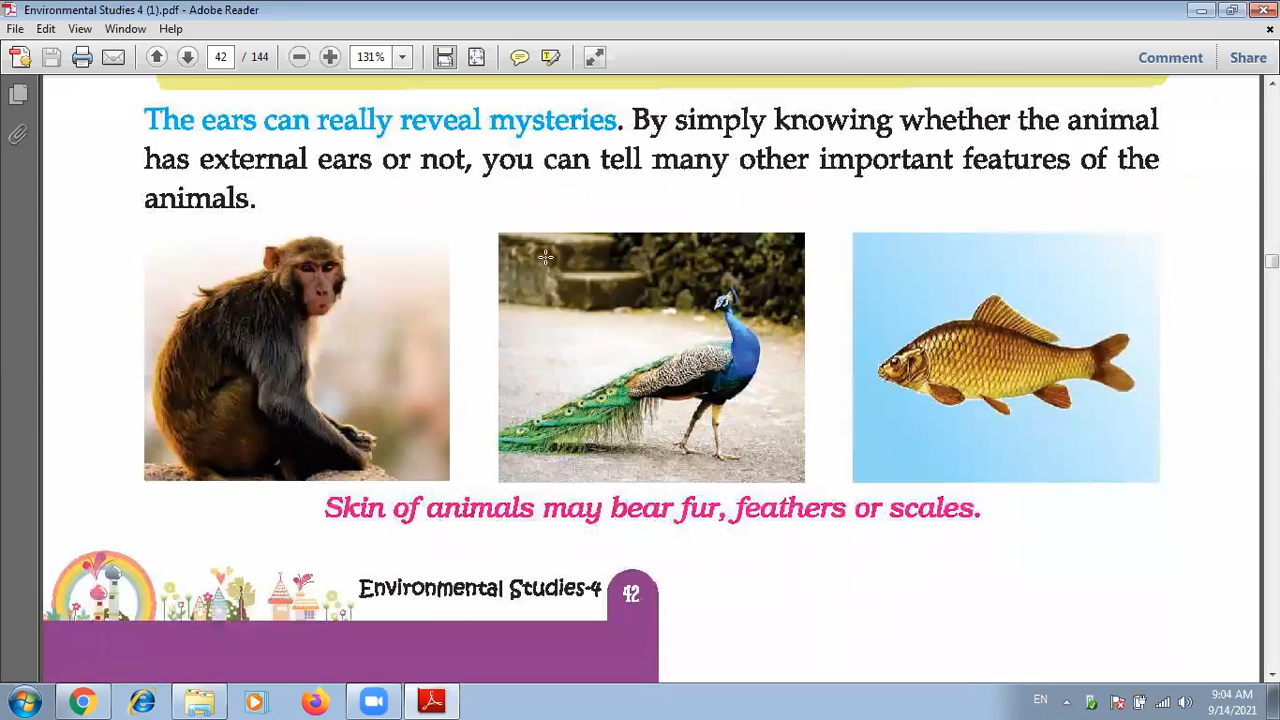 Environmental Studies 4 (1).pdf - Adobe Reader
File Edit View Window Help
42 / 144 131% Comment Share
The ears can really reveal mysteries. By simply knowing whether the animal
has external ears or not, you can tell many other important features of the
animals.
Skin of animals may bear fur, feathers or scales.
Environmental Studies-4 42
EN 9:04 AM
9/14/2021